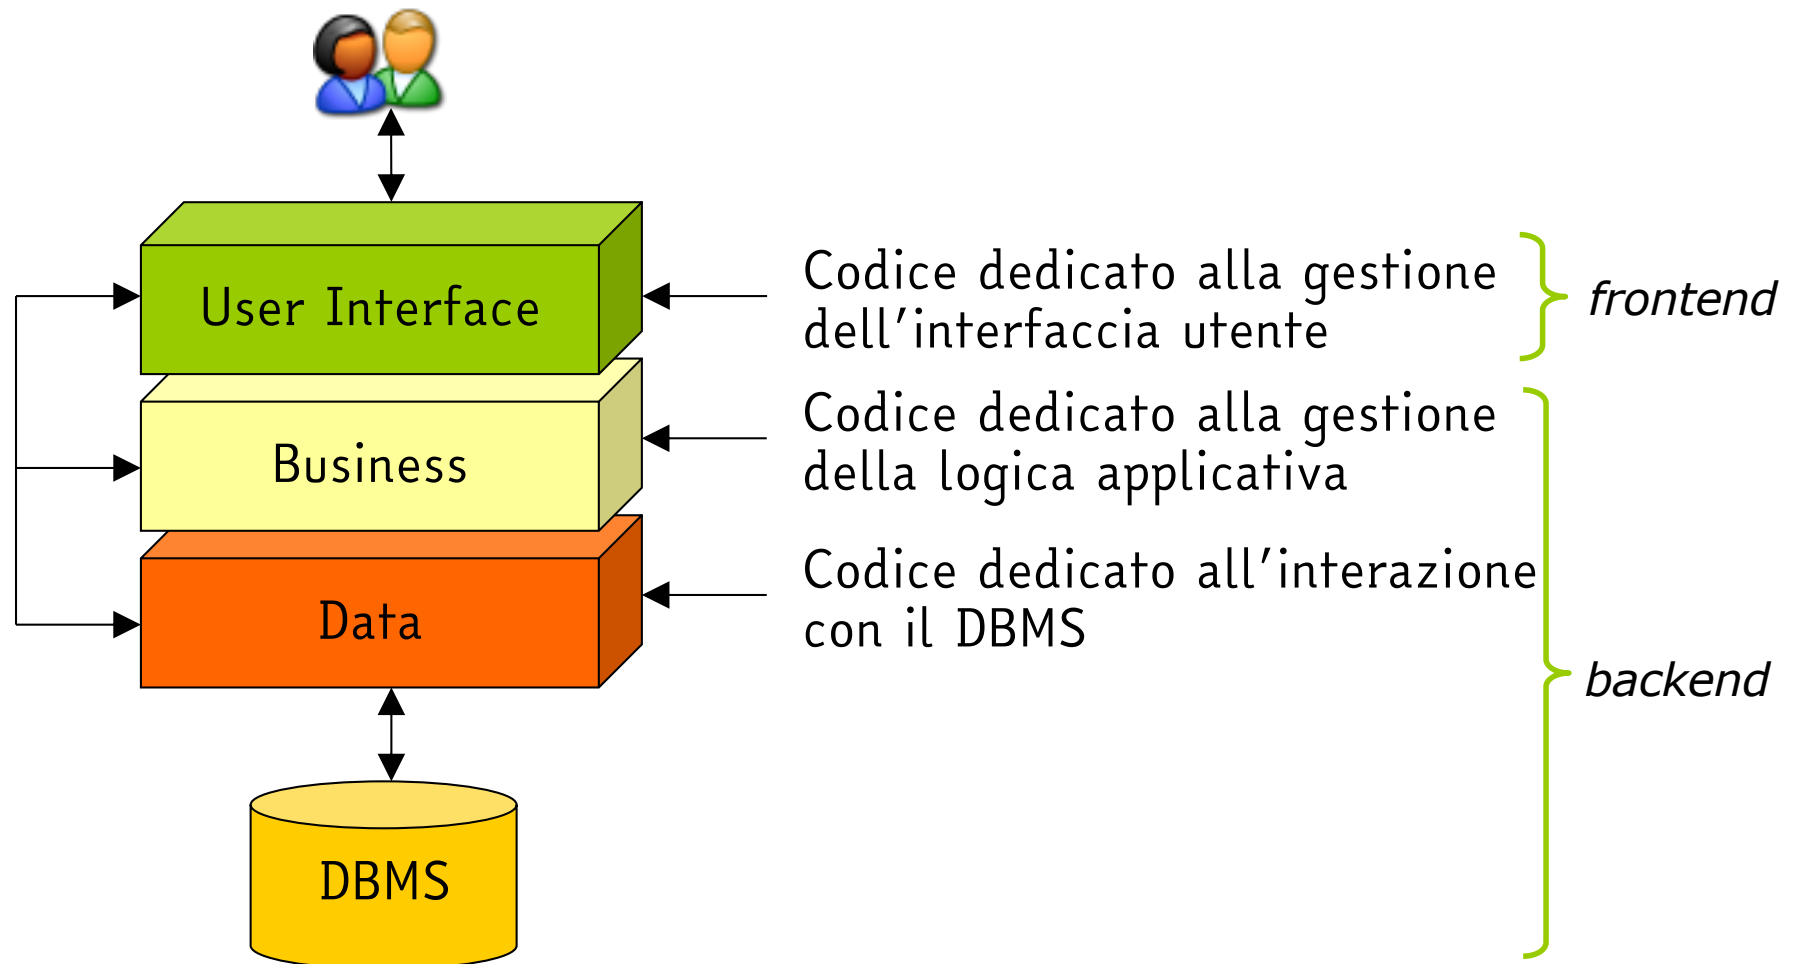 User Interface
Codice dedicato alla gestione
dell'interfaccia utente
frontend
Business
Codice dedicato alla gestione
della logica applicativa
Data
Codice dedicato all'interazione
con il DBMS
backend
DBMS